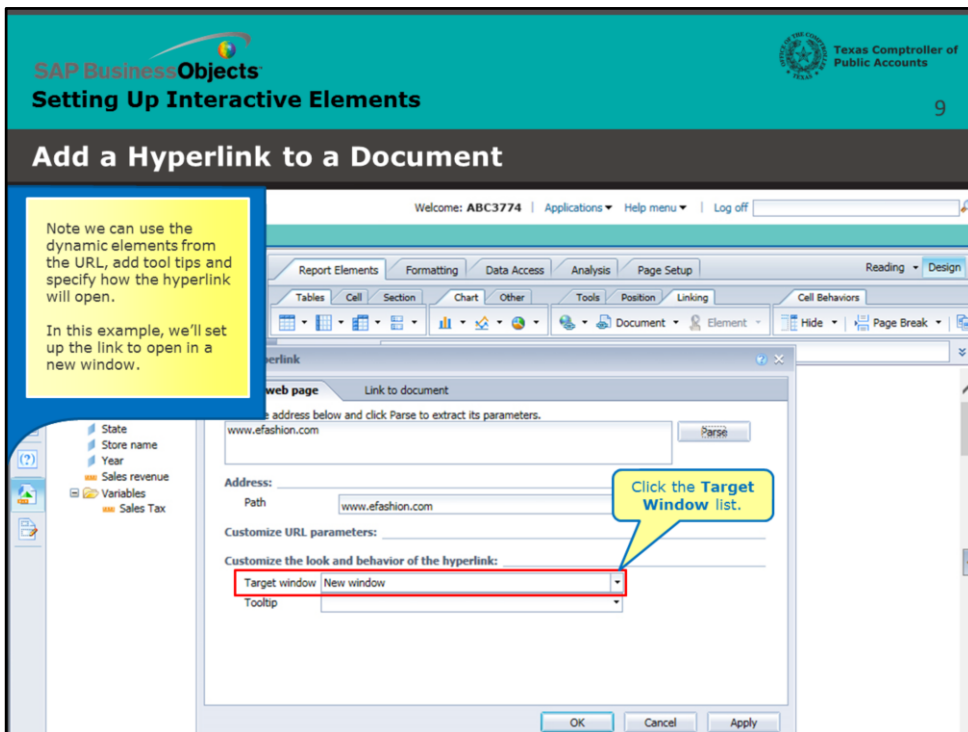 SAP BusinessObjects
Texas Comptroller of
Public Accounts
Setting Up Interactive Elements
9
Add a Hyperlink to a Document
Note we can use the
dynamic elements from
the URL, add tool tips and
specify how the hyperlink
will open.
In this example, we'll set
up the link to open in a
new window.
Welcome: ABC3774 | Applications Help menu | Log off
Report Elements Formatting Data Access Analysis Page Setup Reading Design
Tables Cell Section Chart Other Tools Position Linking Cell Behaviors
Document Element Hide Page Break
perlink
web page Link to document
e address below and click Parse to extract its parameters.
www.efashion.com
Parse
State
Store name
Year
Sales revenue
Variables
Sales Tax
Address:
Path www.efashion.com
Click the Target
Window list.
Customize URL parameters:
Customize the look and behavior of the hyperlink:
Target window New window
Tooltip
OK Cancel Apply